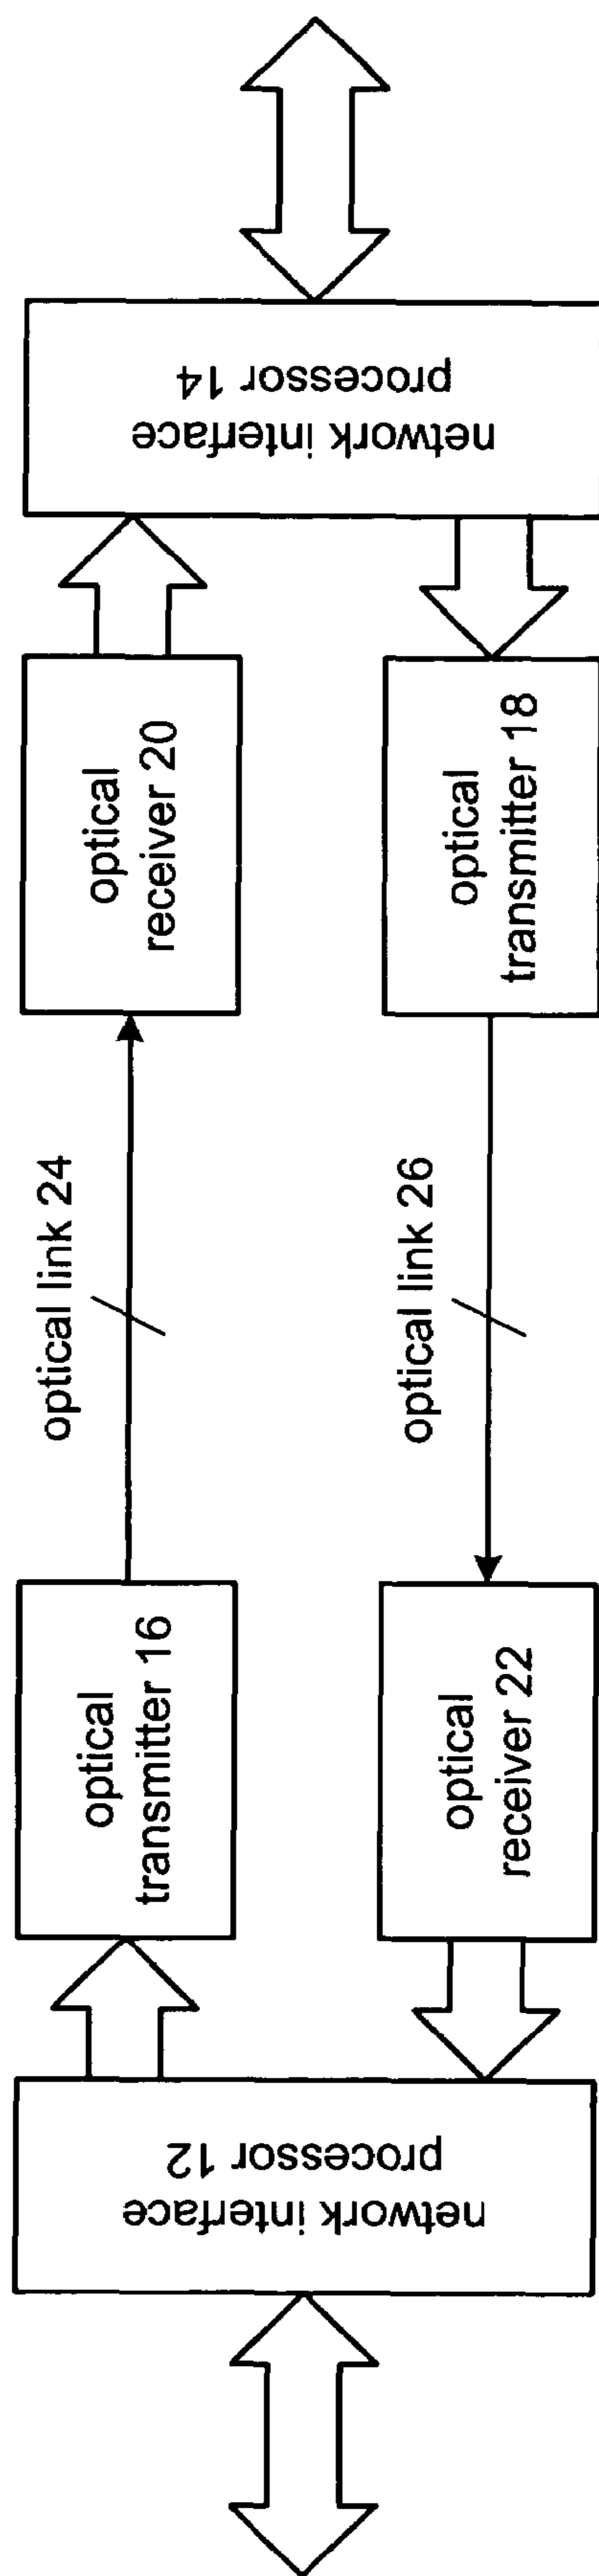 network interface
processor 12
optical
transmitter 16
optical link 24
optical
receiver 20
network interface
processor 14
optical
receiver 22
optical link 26
optical
transmitter 18